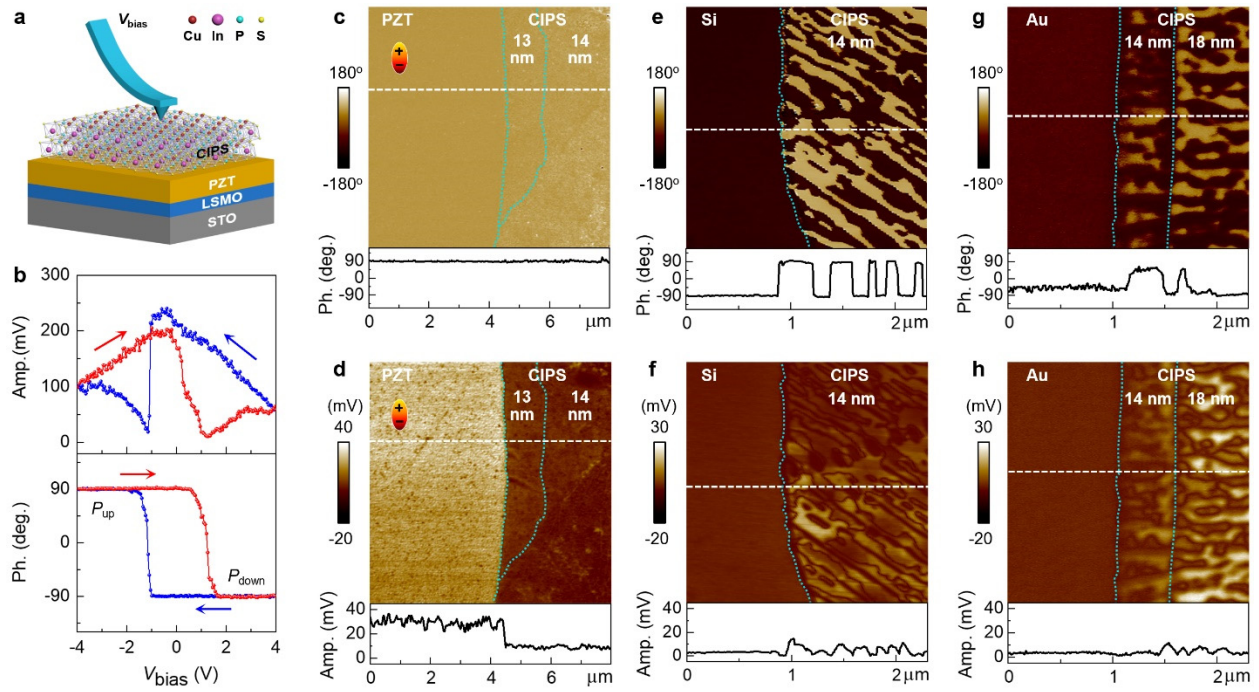 a
V_bias
Cu In P S
CIPS
PZT
LSMO
STO
b
300
200
100
0
Amp.(mV)
90
0
-90
Ph. (deg.)
P_up
P_down
-4 -2 0 2 4
V_bias (V)
c
PZT CIPS
13 nm 14 nm
+
−
180°
-180°
Ph. (deg.)
90
0
-90
0 2 4 6 μm
d
PZT CIPS
13 nm 14 nm
+
−
(mV)
40
-20
Amp. (mV)
40
20
0
0 2 4 6 μm
e
Si CIPS
14 nm
180°
-180°
Ph. (deg.)
90
0
-90
0 1 2 μm
f
Si CIPS
14 nm
(mV)
30
-20
Amp. (mV)
40
20
0
0 1 2 μm
g
Au CIPS
14 nm 18 nm
180°
-180°
Ph. (deg.)
90
0
-90
0 1 2 μm
h
Au CIPS
14 nm 18 nm
(mV)
30
-20
Amp. (mV)
40
20
0
0 1 2 μm